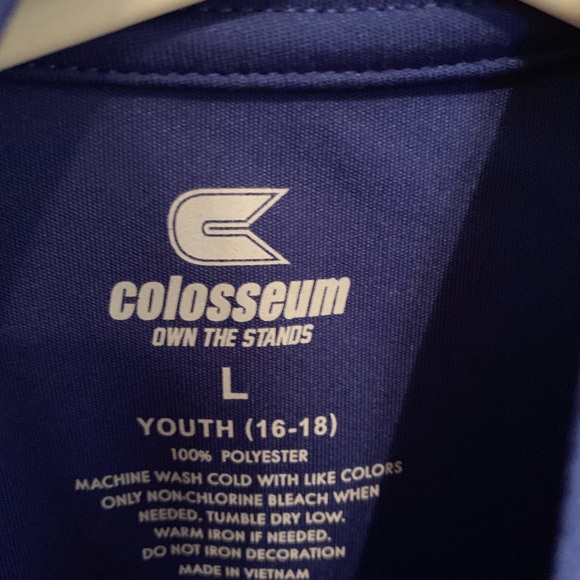 colosseum
OWN THE STANDS
L
YOUTH (16-18)
100% POLYESTER
MACHINE WASH COLD WITH LIKE COLORS
ONLY NON-CHLORINE BLEACH WHEN
NEEDED. TUMBLE DRY LOW.
WARM IRON IF NEEDED.
DO NOT IRON DECORATION
MADE IN VIETNAM